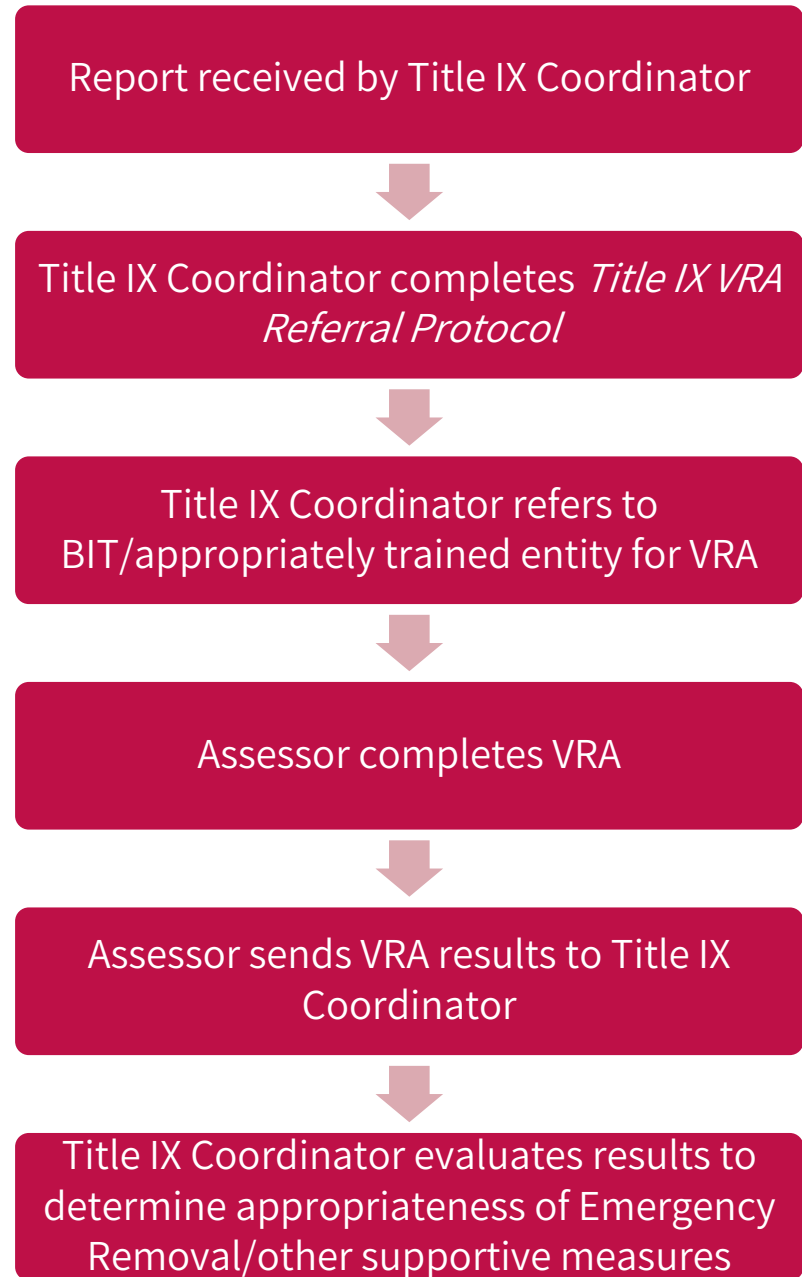 Report received by Title IX Coordinator
Title IX Coordinator completes Title IX VRA
Referral Protocol
Title IX Coordinator refers to
BIT/appropriately trained entity for VRA
Assessor completes VRA
Assessor sends VRA results to Title IX
Coordinator
Title IX Coordinator evaluates results to
determine appropriateness of Emergency
Removal/other supportive measures